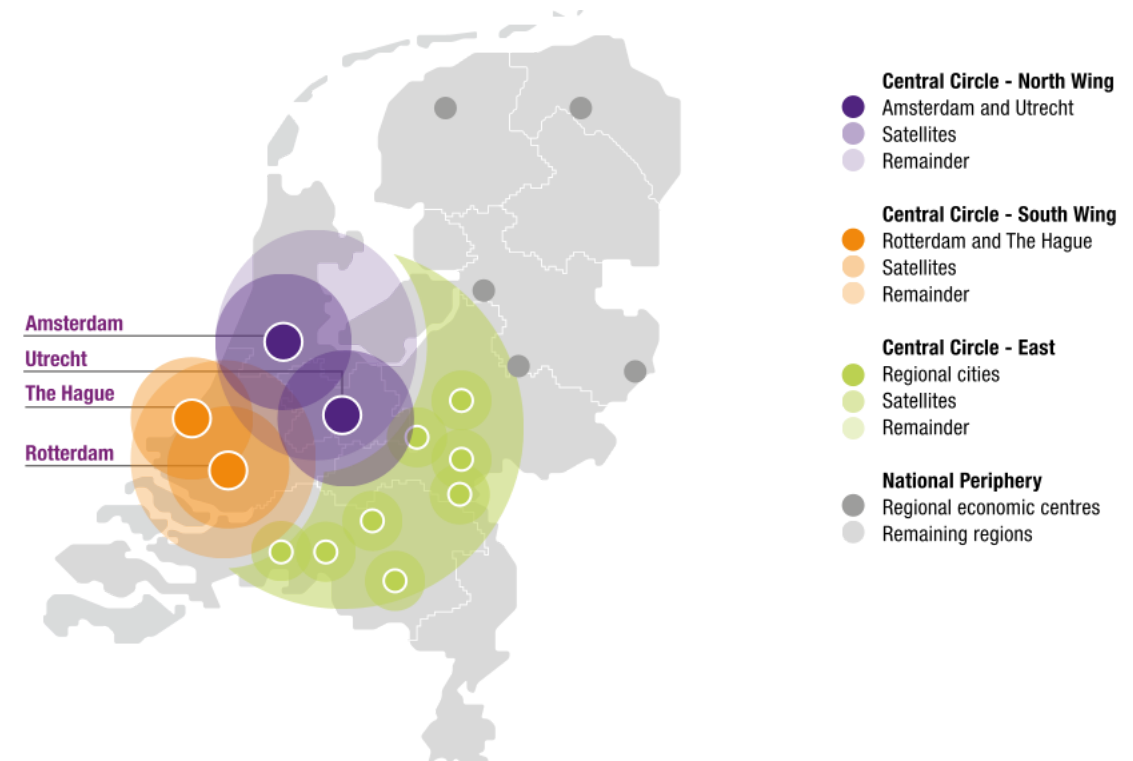 Amsterdam
Utrecht
The Hague
Rotterdam
Central Circle - North Wing
Amsterdam and Utrecht
Satellites
Remainder
Central Circle - South Wing
Rotterdam and The Hague
Satellites
Remainder
Central Circle - East
Regional cities
Satellites
Remainder
National Periphery
Regional economic centres
Remaining regions